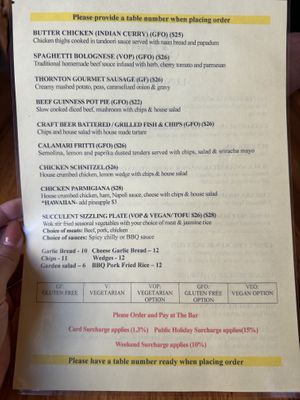 Please provide a table number when placing order
BUTTER CHICKEN (INDIAN CURRY) (GFO) ($25)
Chicken thighs cooked in tandoori sauce served with naan bread and papadum
SPAGHETTI BOLOGNESE (VOP) (GFO) ($26)
Traditional homemade beef sauce infused with herb, cherry tomato and parmesan
THORNTON GOURMET SAUSAGE (GF) ($26)
Creamy mashed potato, peas, caramelized onion & gravy
BEEF GUINNESS POT PIE (GFO) ($22)
Slow cooked diced beef, mushroom with chips & house salad
CRAFT BEER BATTERED / GRILLED FISH & CHIPS (GFO) ($26)
Chips and house salad with house made tartare
CALAMARI FRITTI (GFO) ($26)
Semolina, lemon and paprika dusted tenders served with chips, salad & sriracha mayo
CHICKEN SCHNITZEL ($26)
House crumbed chicken, lemon wedge with chips & house salad
CHICKEN PARMIGIANA ($28)
House crumbed chicken, ham, Napoli sauce, cheese with chips & house salad
*HAWAIIAN- add pineapple $3
SUCCULENT SIZZLING PLATE (VOP & VEGAN/TOFU $26) ($28)
Wok stir fried seasonal vegetables with your choice of meat & jasmine rice
Choice of meats: Beef, pork, chicken
Choice of sauces: Spicy chilly or BBQ sauce
Garlic Bread - 10 Cheese Garlic Bread – 12
Chips - 11 Wedges - 12
Garden salad - 6 BBQ Pork Fried Rice - 12
GF: GLUTEN FREE
V: VEGETARIAN
VOP: VEGETARIAN OPTION
GFO: GLUTEN FREE OPTION
VEO: VEGAN OPTION
Please Order and Pay at The Bar
Card Surcharge applies (1.3%) Public Holiday Surcharge applies(15%)
Weekend Surcharge applies (10%)
Please have a table number ready when placing order